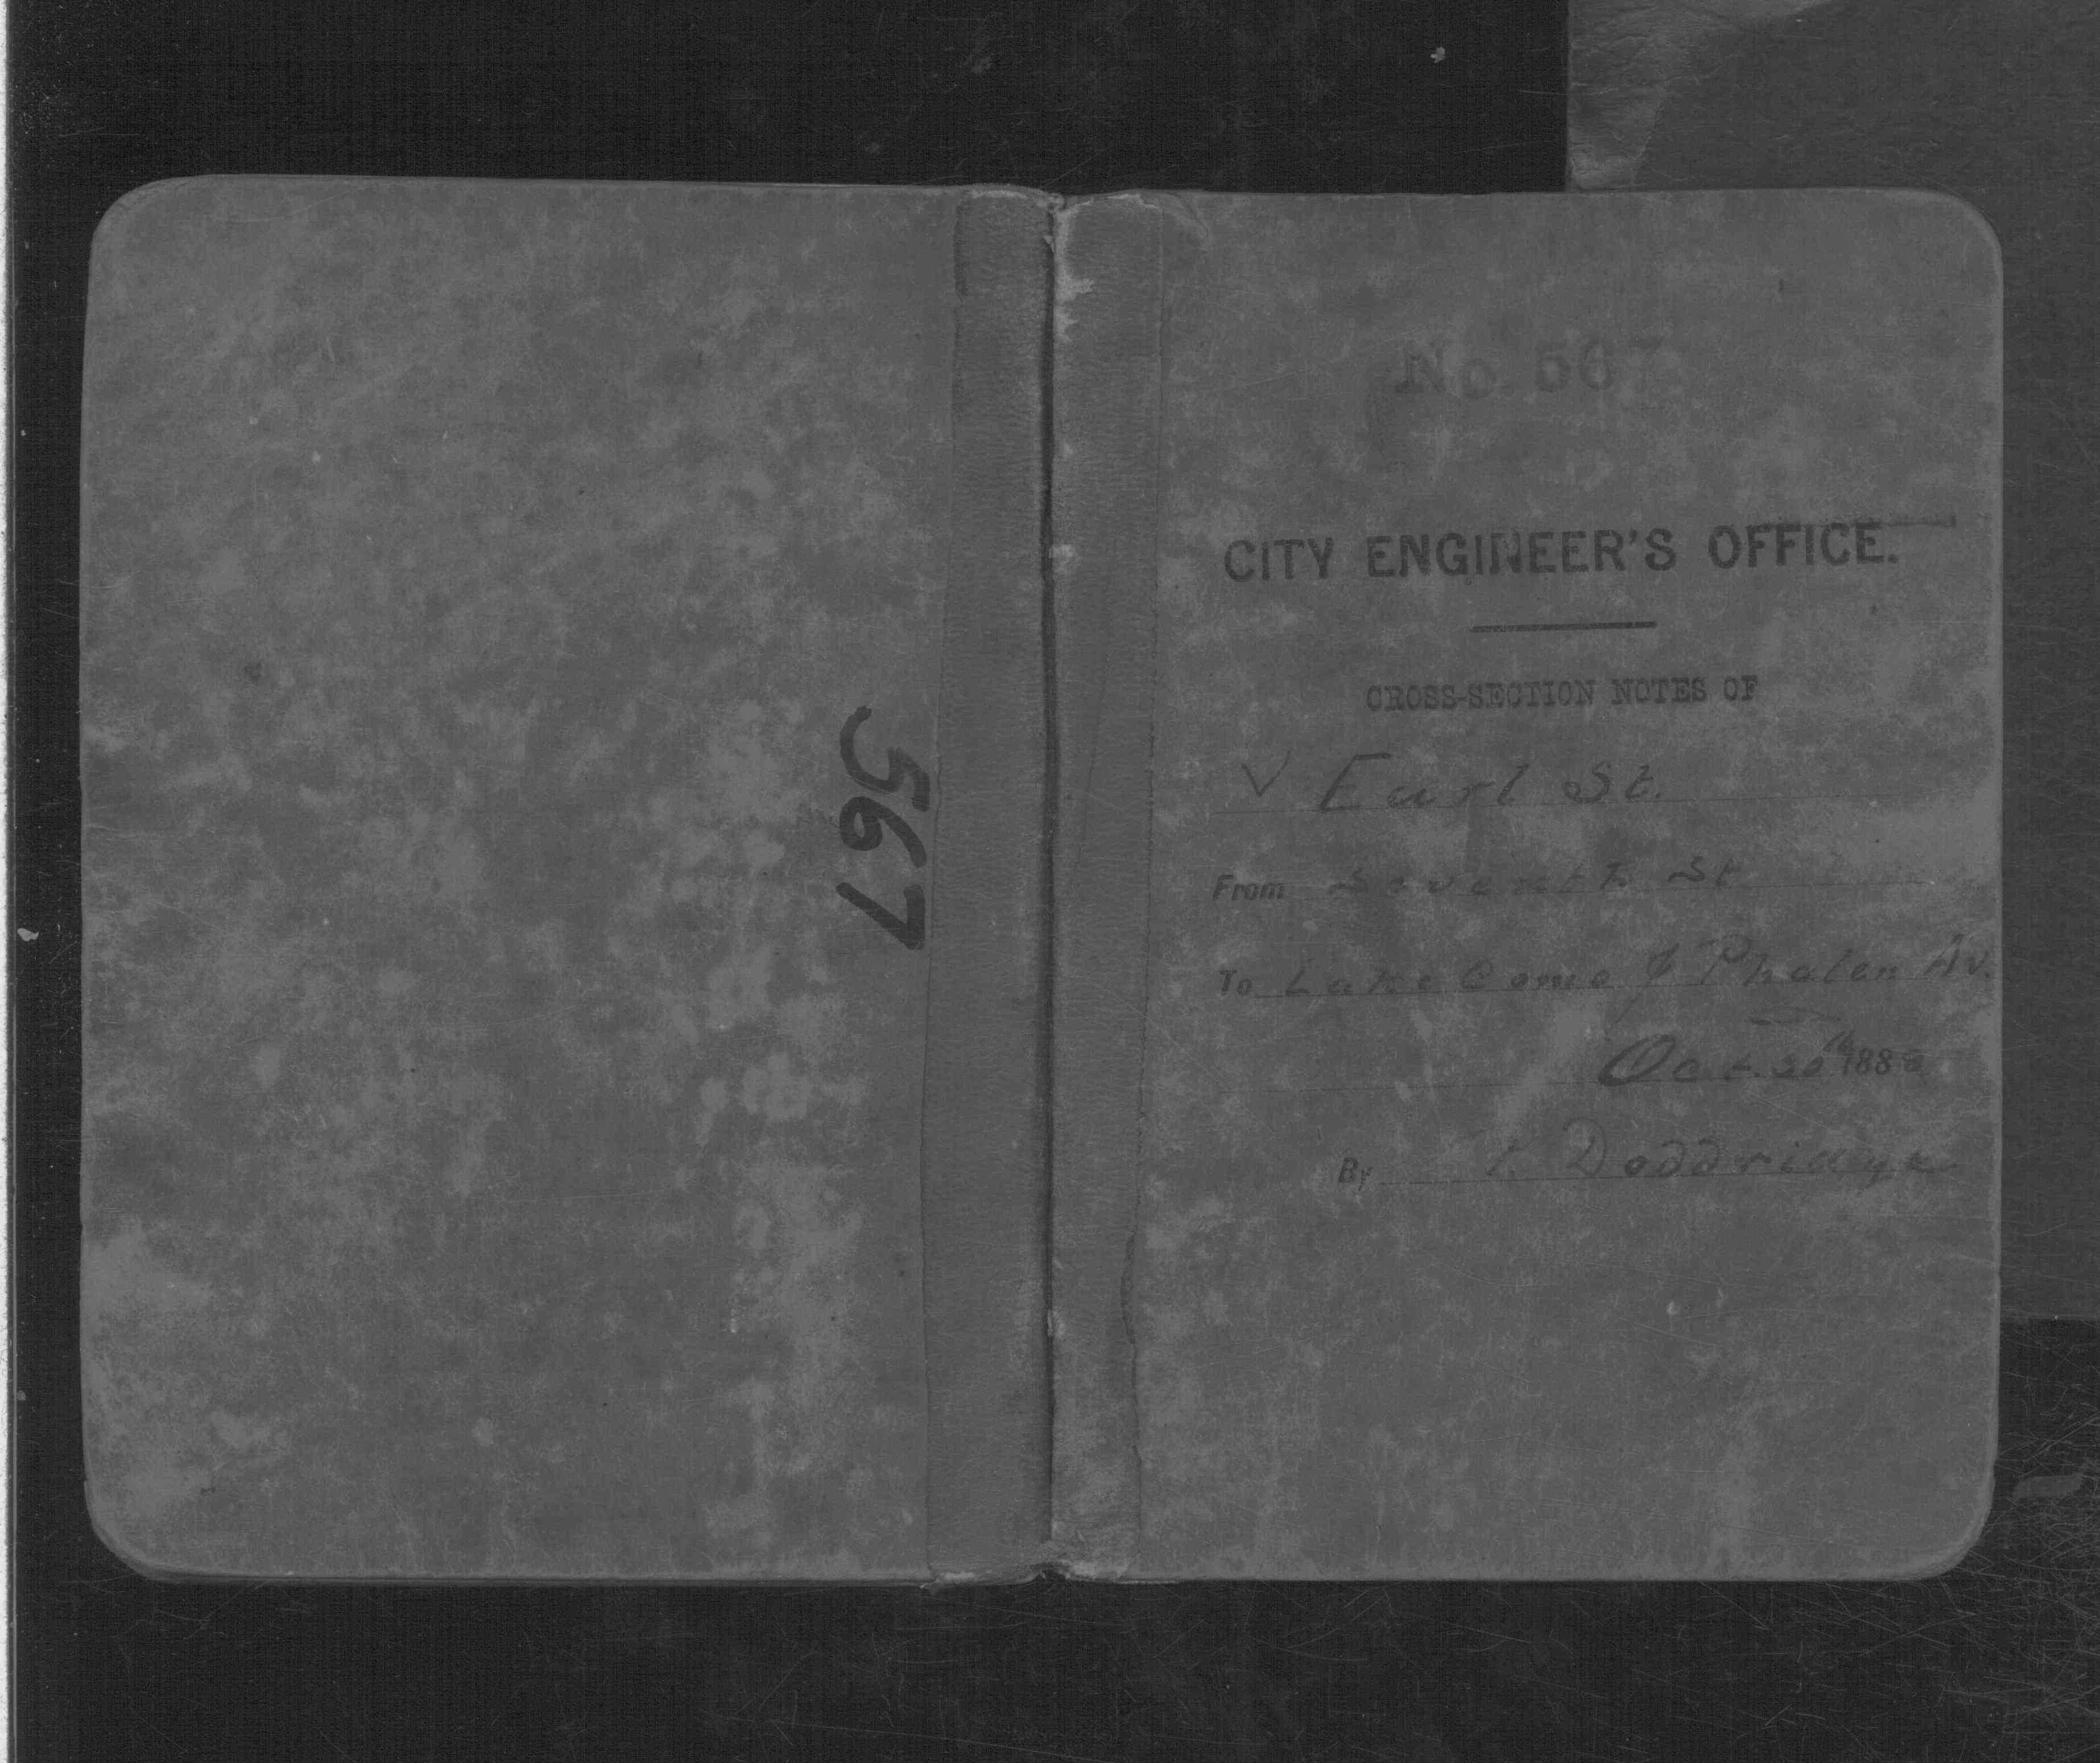 567
No. 567
CITY ENGINEER'S OFFICE.
CROSS-SECTION NOTES OF
V Earl St.
From Seventh St
To Lake Como & Phalen Av.
Oct. 20th 188
By Doddridge